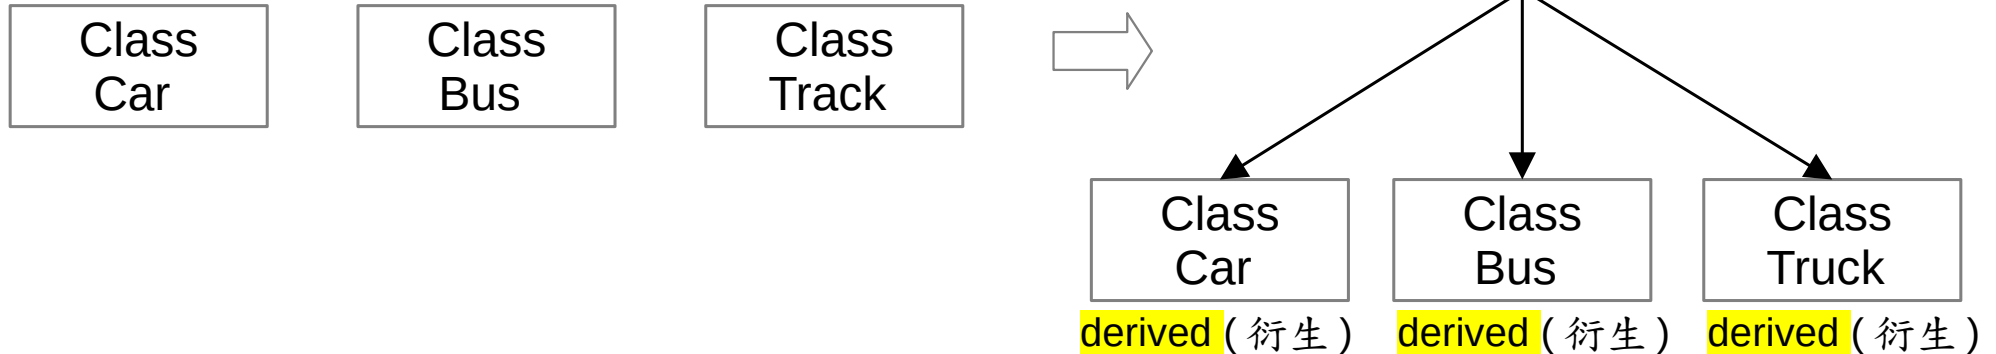 Class
Car
Class
Bus
Class
Track
Class
Car
Class
Bus
Class
Truck
derived ( 衍生 )
derived ( 衍生 )
derived ( 衍生 )